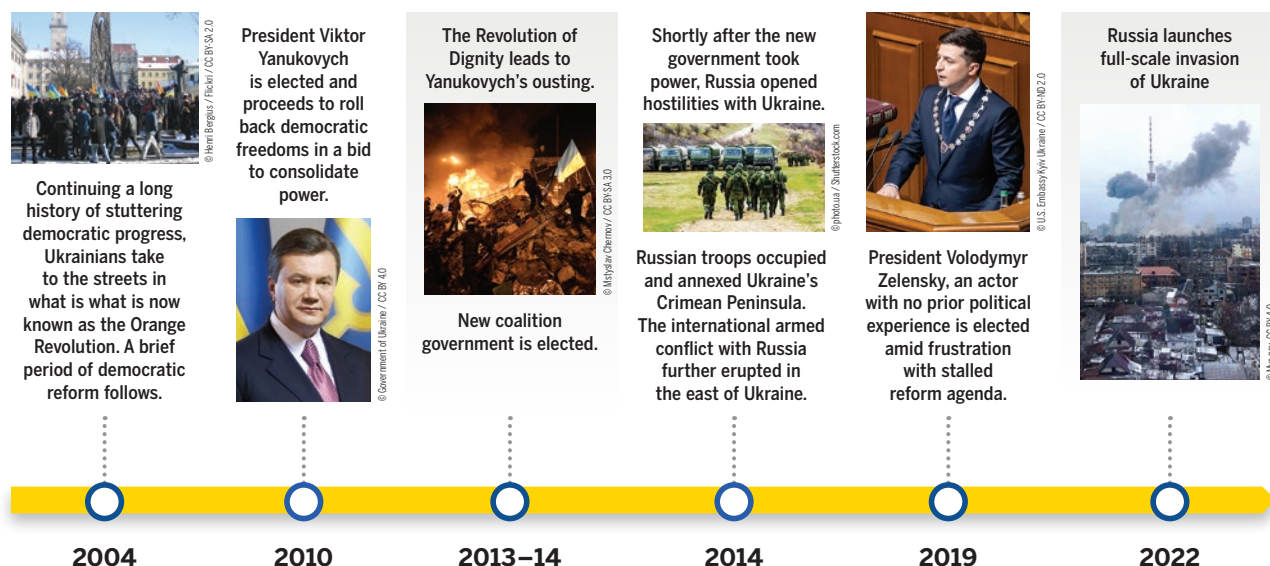 © Henri Bergius / Flickri / CC BY-SA 2.0
Continuing a long
history of stuttering
democratic progress,
Ukrainians take
to the streets in
what is what is now
known as the Orange
Revolution. A brief
period of democratic
reform follows.
2004
President Viktor
Yanukovych
is elected and
proceeds to roll
back democratic
freedoms in a bid
to consolidate
power.
© Government of Ukraine / CC BY 4.0
2010
The Revolution of
Dignity leads to
Yanukovych's ousting.
© Mstyslav Chernov / CC BY-SA 3.0
New coalition
government is elected.
2013–14
Shortly after the new
government took
power, Russia opened
hostilities with Ukraine.
© photo.ua / Shutterstock.com
Russian troops occupied
and annexed Ukraine's
Crimean Peninsula.
The international armed
conflict with Russia
further erupted in
the east of Ukraine.
2014
© U.S. Embassy Kyiv Ukraine / CC BY-ND 2.0
President Volodymyr
Zelensky, an actor
with no prior political
experience is elected
amid frustration
with stalled
reform agenda.
2019
Russia launches
full-scale invasion
of Ukraine
2022